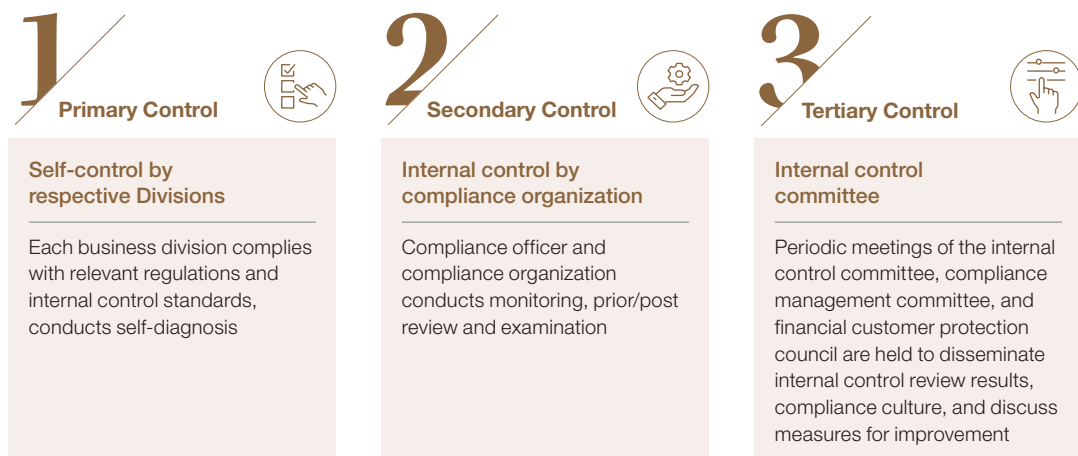 1
Primary Control
Self-control by
respective Divisions
Each business division complies
with relevant regulations and
internal control standards,
conducts self-diagnosis
2
Secondary Control
Internal control by
compliance organization
Compliance officer and
compliance organization
conducts monitoring, prior/post
review and examination
3
Tertiary Control
Internal control
committee
Periodic meetings of the internal
control committee, compliance
management committee, and
financial customer protection
council are held to disseminate
internal control review results,
compliance culture, and discuss
measures for improvement